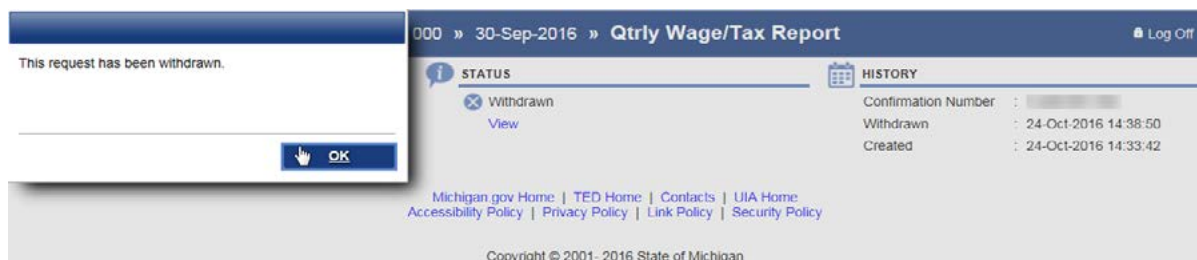 000 » 30-Sep-2016 » Qtrly Wage/Tax Report
Log Off
This request has been withdrawn.
OK
STATUS
Withdrawn
View
HISTORY
Confirmation Number :
Withdrawn : 24-Oct-2016 14:38:50
Created : 24-Oct-2016 14:33:42
Michigan.gov Home | TED Home | Contacts | UIA Home
Accessibility Policy | Privacy Policy | Link Policy | Security Policy
Copyright © 2001- 2016 State of Michigan